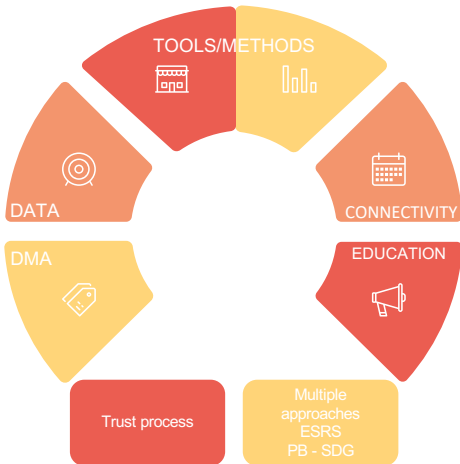 TOOLS/METHODS
DATA
CONNECTIVITY
DMA
EDUCATION
Trust process
Multiple
approaches
ESRS
PB - SDG